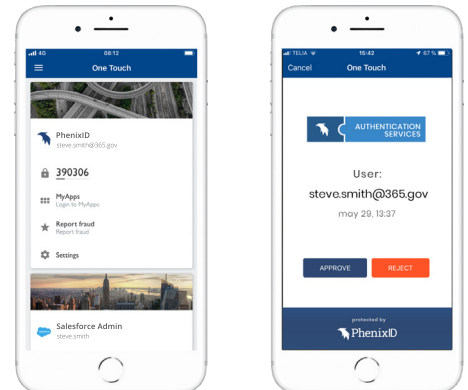 4G
08:12
One Touch
PhenixID
steve.smith@365.gov
390306
MyApps
Login to MyApps
Report fraud
Report fraud
Settings
Salesforce Admin
steve.smith
TELIA
15:42
67 %
Cancel
One Touch
AUTHENTICATION
SERVICES
User:
steve.smith@365.gov
may 29, 13:37
APPROVE
REJECT
protected by
PhenixID